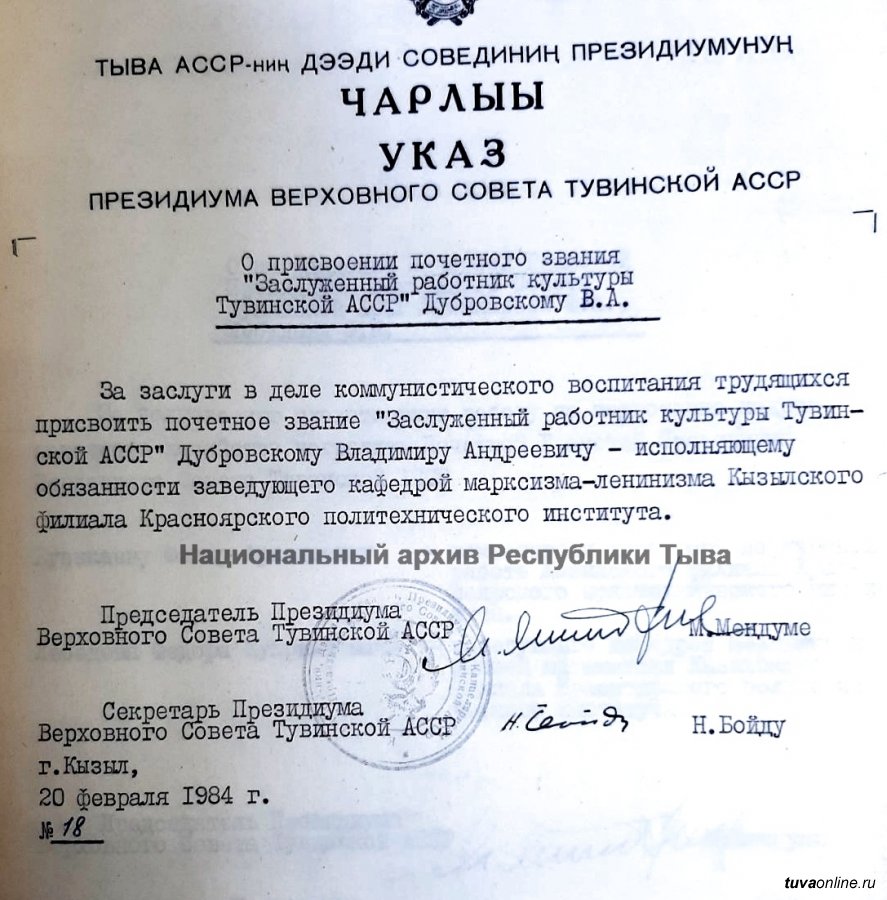 ТЫВА АССР-НИҢ ДЭЭДИ СОВЕДИНИҢ ПРЕЗИДИУМУНУҢ
ЧАРЛЫЫ
УКАЗ
ПРЕЗИДИУМА ВЕРХОВНОГО СОВЕТА ТУВИНСКОЙ АССР
О присвоении почетного звания
"Заслуженный работник культуры
Тувинской АССР" Дубровскому В.А.
За заслуги в деле коммунистического воспитания трудящихся
присвоить почетное звание "Заслуженный работник культуры Тувин-
ской АССР" Дубровскому Владимиру Андреевичу – исполняющему
обязанности заведующего кафедрой марксизма-ленинизма Кызылского
филиала Красноярского политехнического института.
Национальный архив Республики Тыва
Председатель Президиума
Верховного Совета Тувинской АССР М.Мендуме
Секретарь Президиума
Верховного Совета Тувинской АССР Н.Бойду
г.Кызыл,
20 февраля 1984 г.
№ 18
tuvaonline.ru